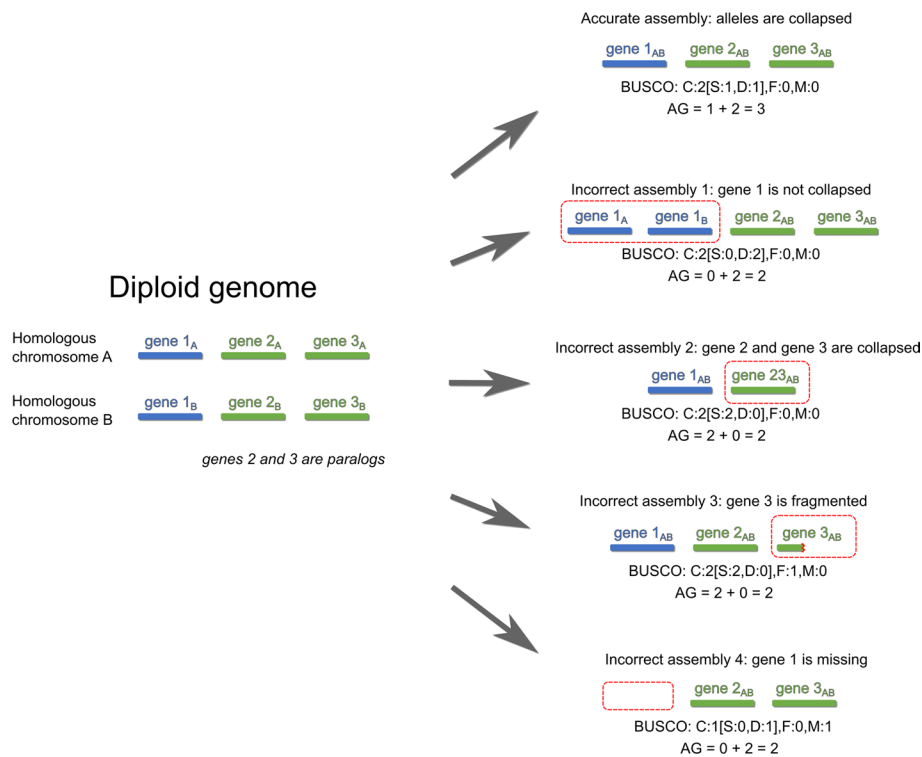 Accurate assembly: alleles are collapsed
gene 1AB gene 2AB gene 3AB
BUSCO: C:2[S:1,D:1],F:0,M:0
AG = 1 + 2 = 3
Incorrect assembly 1: gene 1 is not collapsed
gene 1A gene 1B gene 2AB gene 3AB
BUSCO: C:2[S:0,D:2],F:0,M:0
AG = 0 + 2 = 2
Diploid genome
Homologous
chromosome A
gene 1A gene 2A gene 3A
Homologous
chromosome B
gene 1B gene 2B gene 3B
genes 2 and 3 are paralogs
Incorrect assembly 2: gene 2 and gene 3 are collapsed
gene 1AB gene 23AB
BUSCO: C:2[S:2,D:0],F:0,M:0
AG = 2 + 0 = 2
Incorrect assembly 3: gene 3 is fragmented
gene 1AB gene 2AB gene 3AB
BUSCO: C:2[S:2,D:0],F:1,M:0
AG = 2 + 0 = 2
Incorrect assembly 4: gene 1 is missing
gene 2AB gene 3AB
BUSCO: C:1[S:0,D:1],F:0,M:1
AG = 0 + 2 = 2